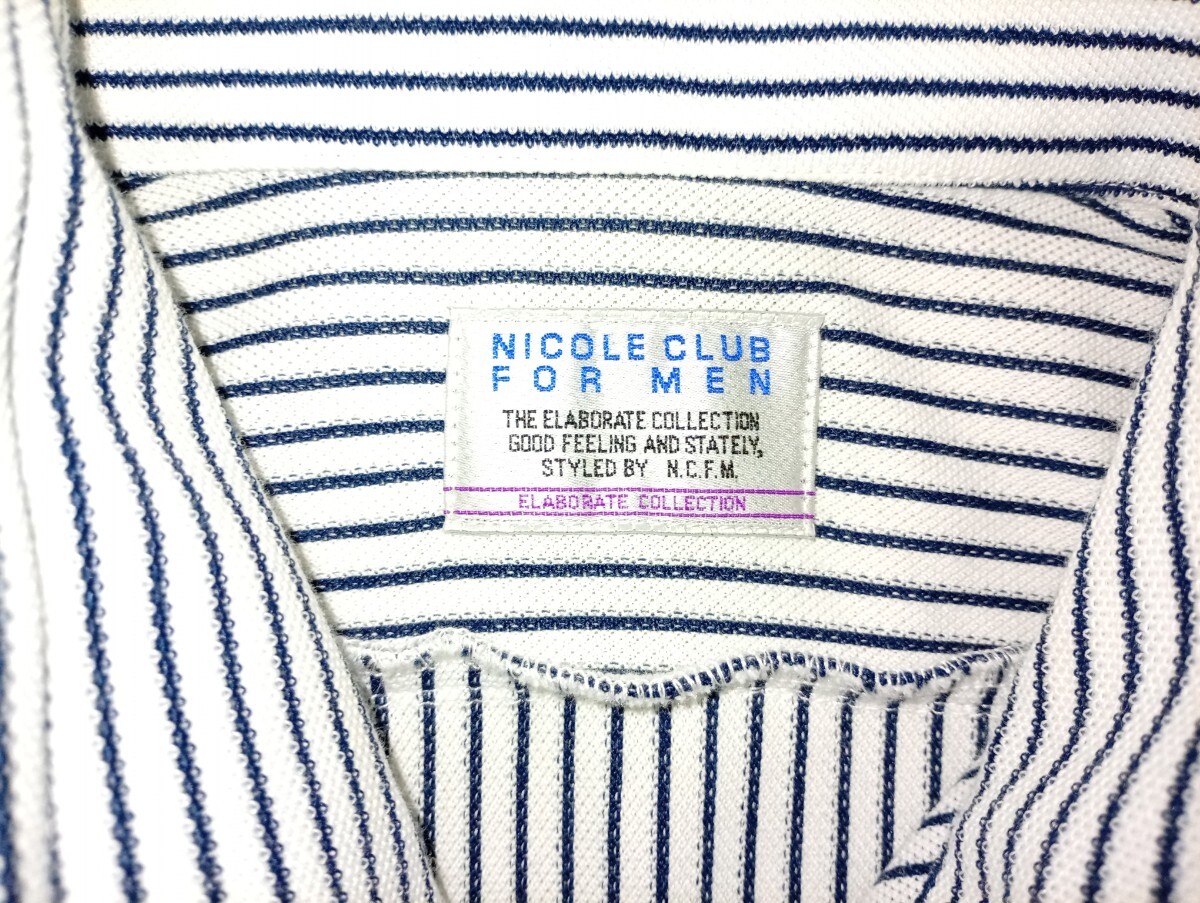 NICOLE CLUB
FOR MEN
THE ELABORATE COLLECTION
GOOD FEELING AND STATELY,
STYLED BY N.C.F.M.
ELABORATE COLLECTION